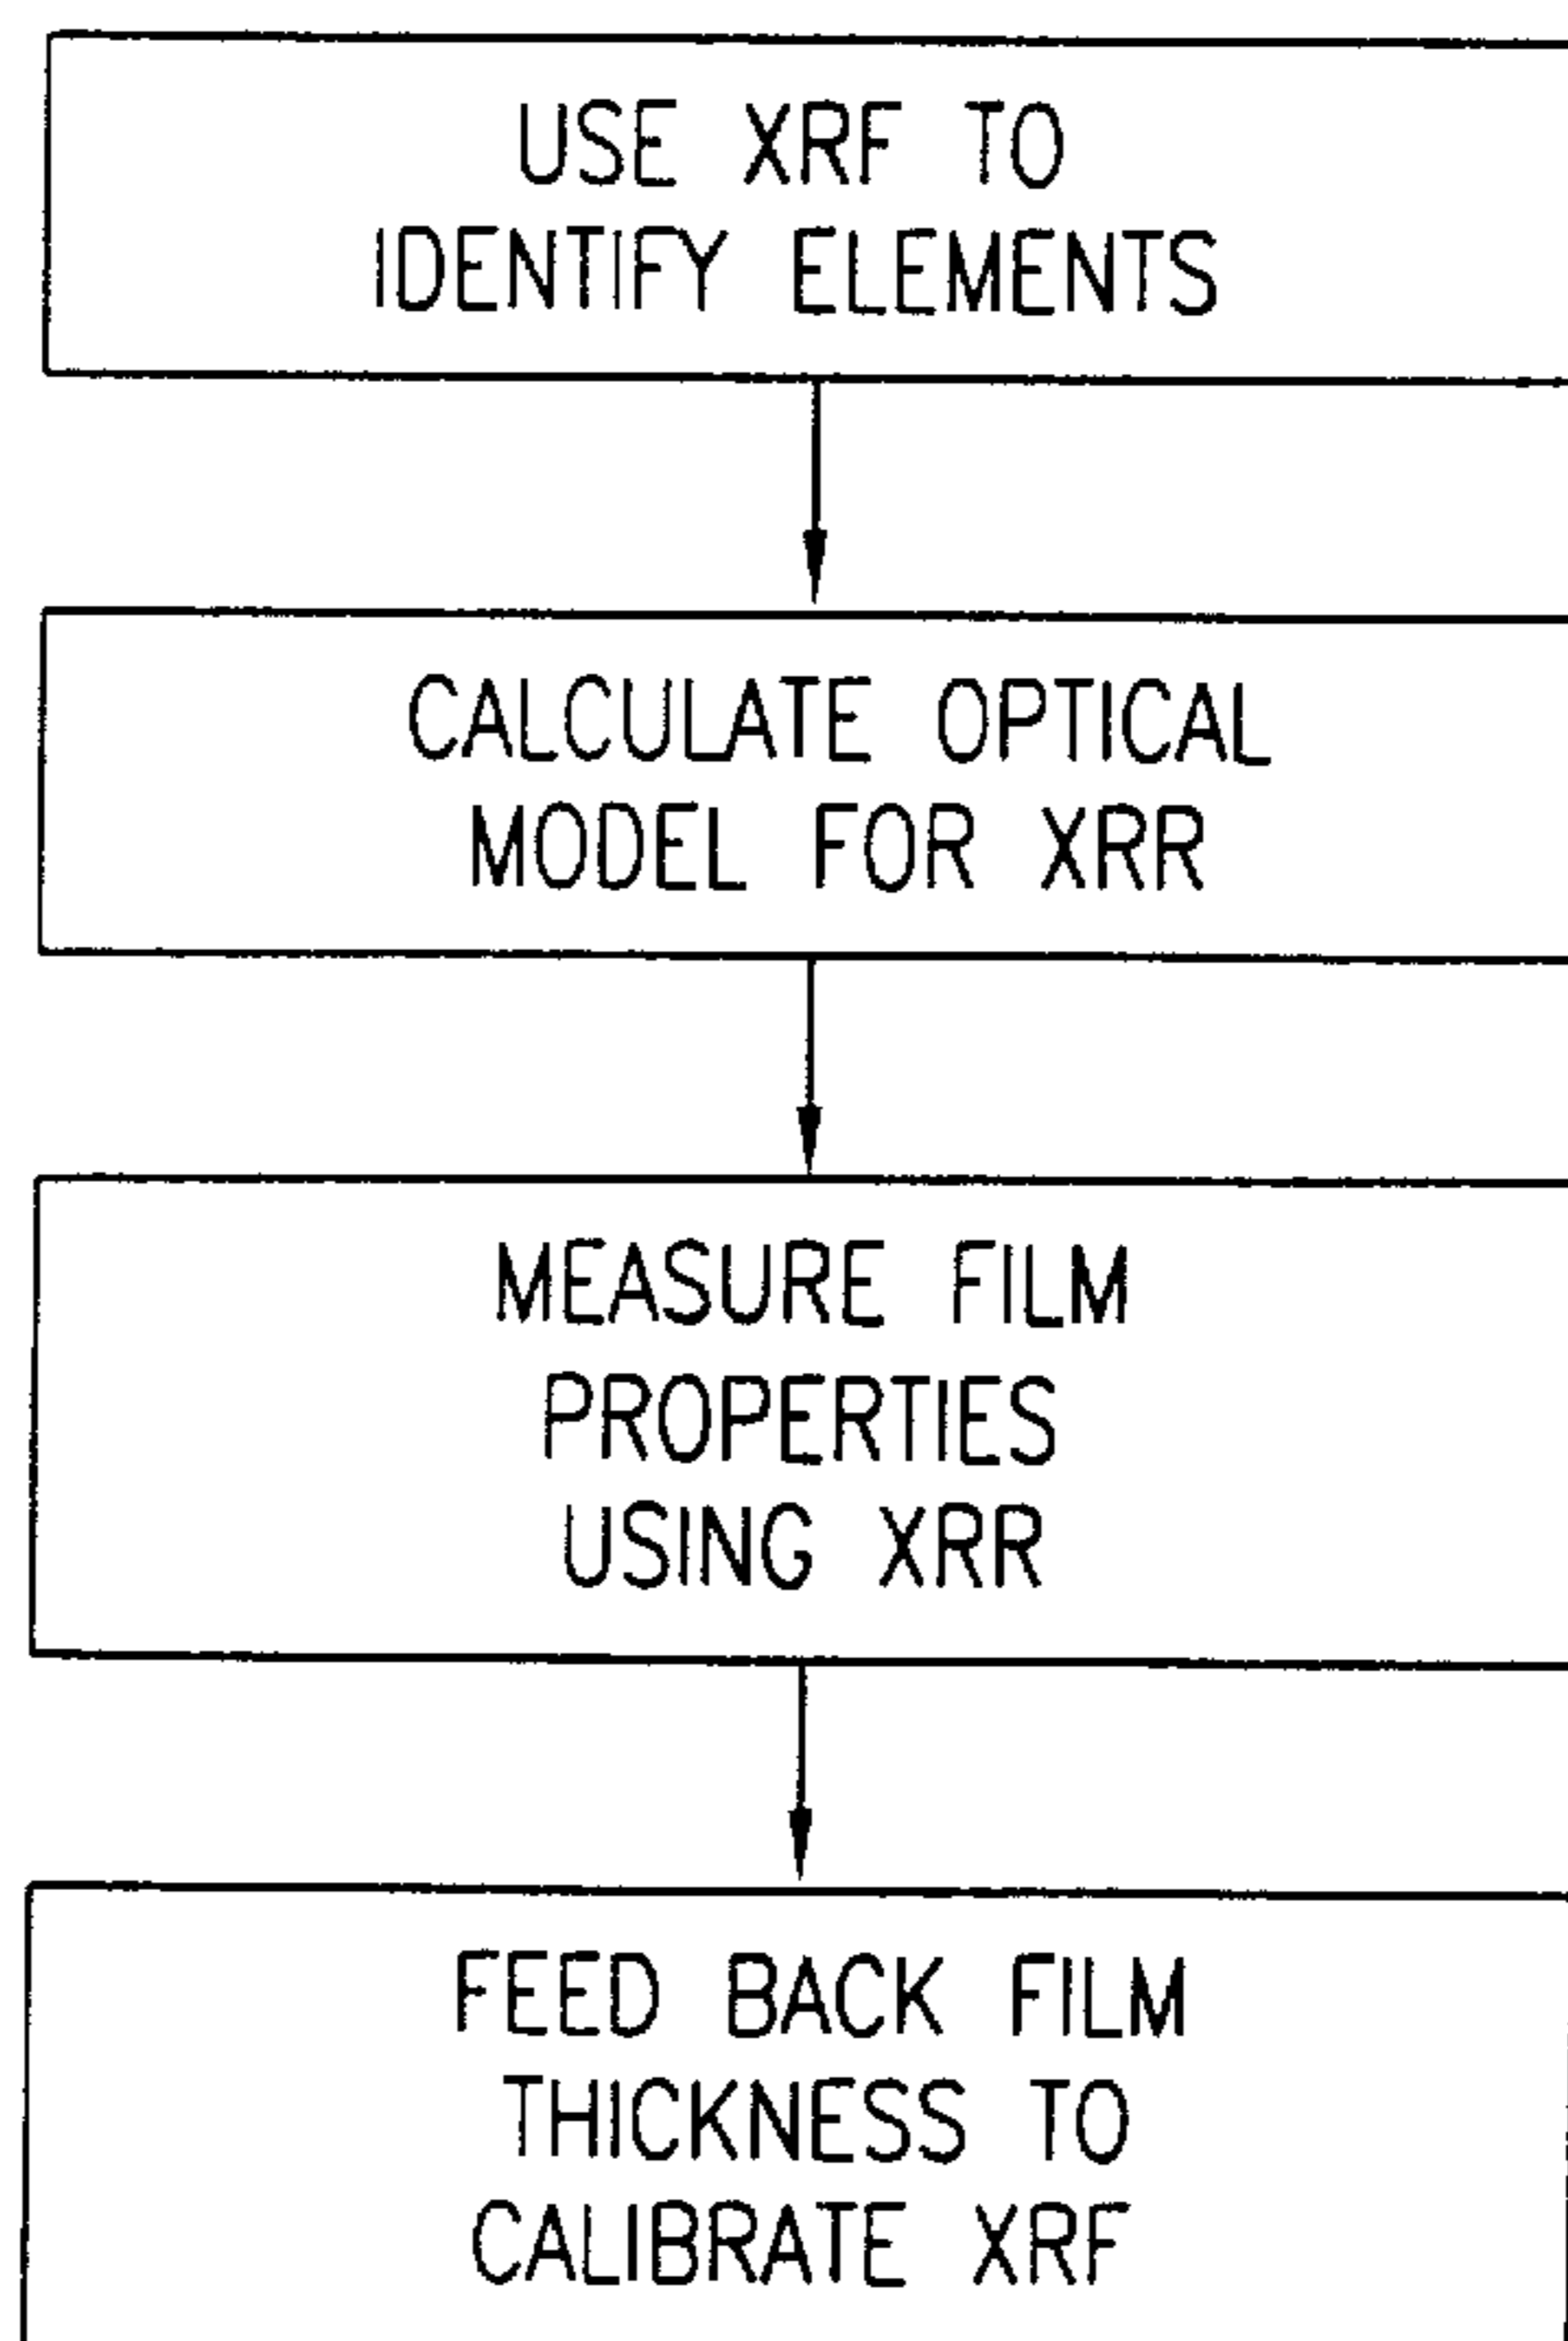 USE XRF TO
IDENTIFY ELEMENTS
CALCULATE OPTICAL
MODEL FOR XRR
MEASURE FILM
PROPERTIES
USING XRR
FEED BACK FILM
THICKNESS TO
CALIBRATE XRF